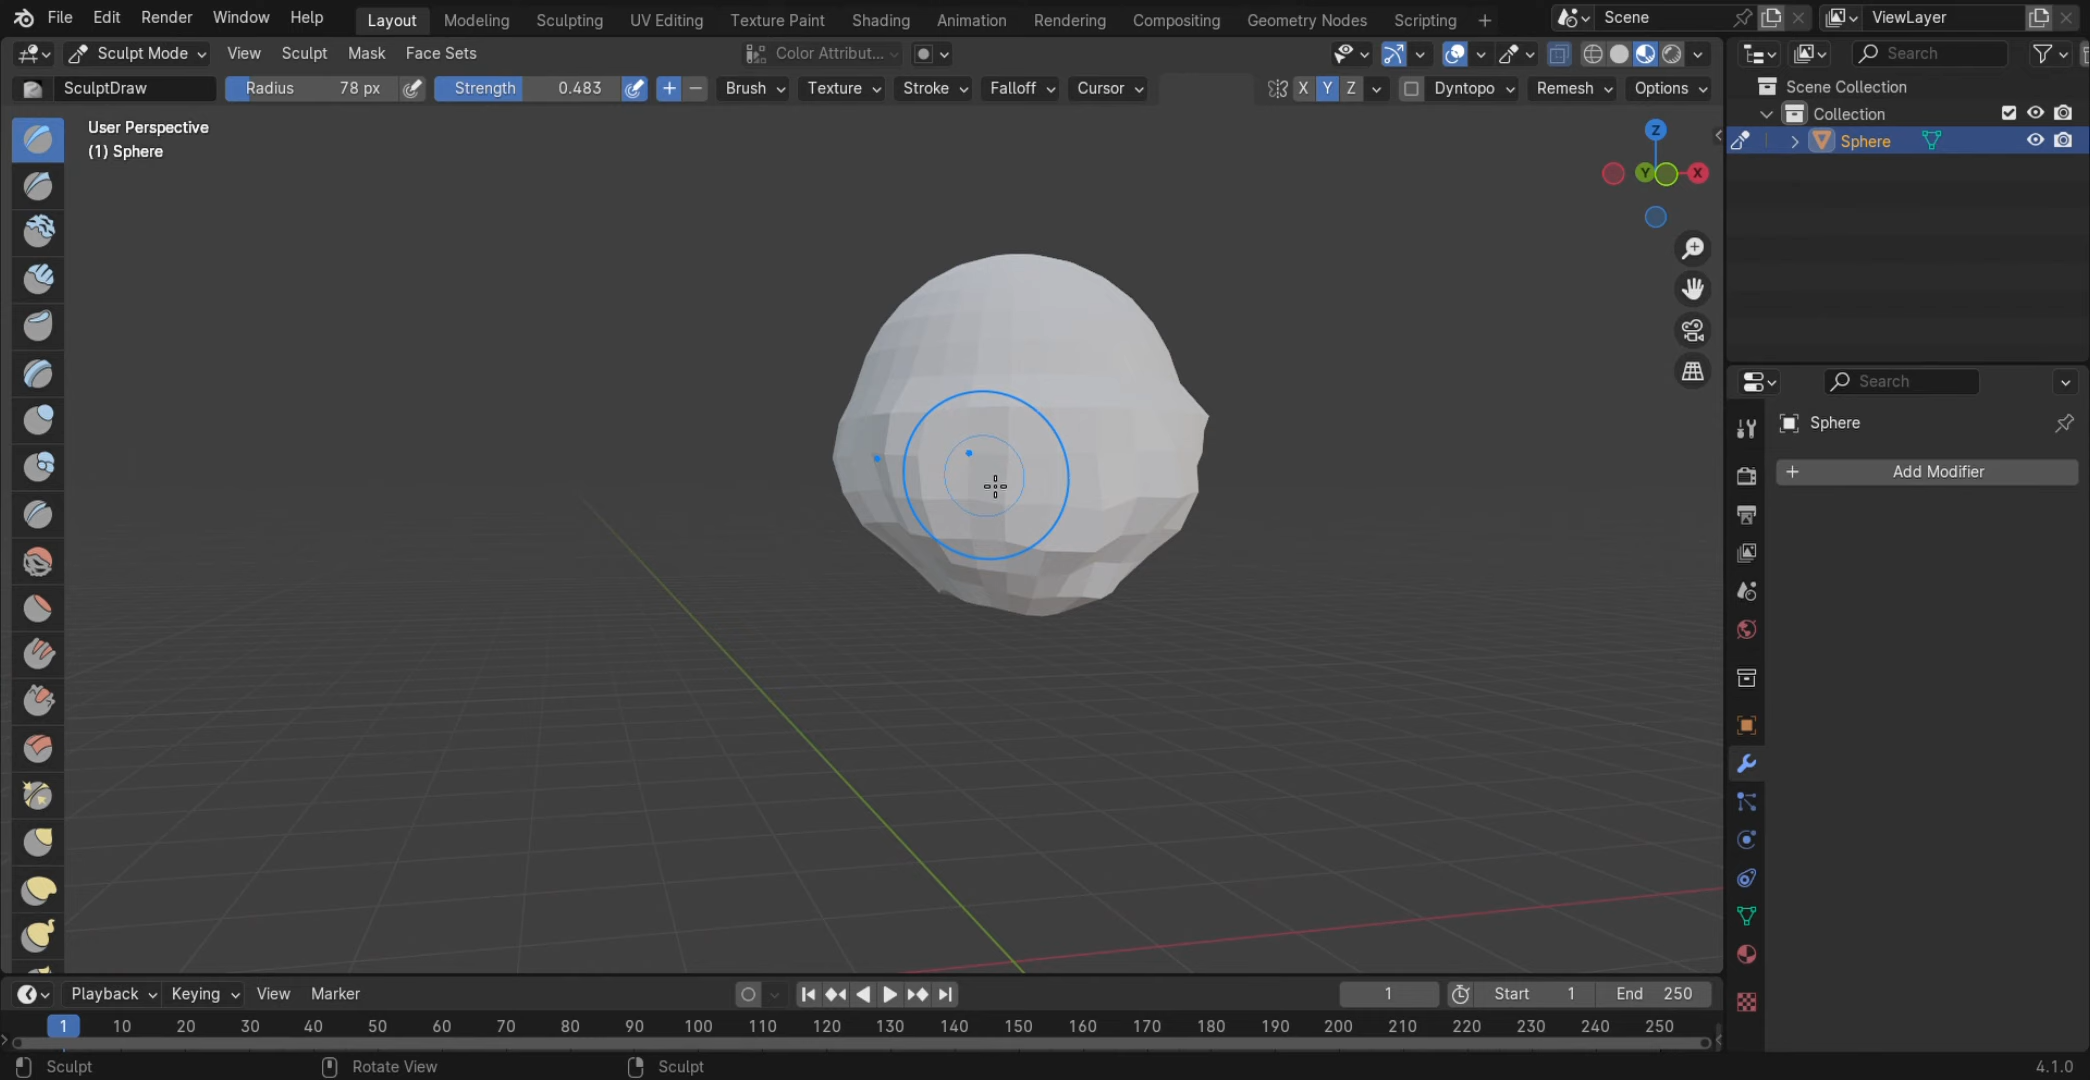 File Edit Render Window Help Layout Modeling Sculpting UV Editing Texture Paint Shading Animation Rendering Compositing Geometry Nodes Scripting + Scene ViewLayer
Sculpt Mode View Sculpt Mask Face Sets Color Attribut... Search
SculptDraw Radius 78 px Strength 0.483 + − Brush Texture Stroke Falloff Cursor X Y Z Dyntopo Remesh Options
Scene Collection
Collection
Sphere
User Perspective
(1) Sphere
Z
Y X
Search
Sphere
+ Add Modifier
Playback Keying View Marker 1 Start 1 End 250
1 10 20 30 40 50 60 70 80 90 100 110 120 130 140 150 160 170 180 190 200 210 220 230 240 250
Sculpt Rotate View Sculpt 4.1.0